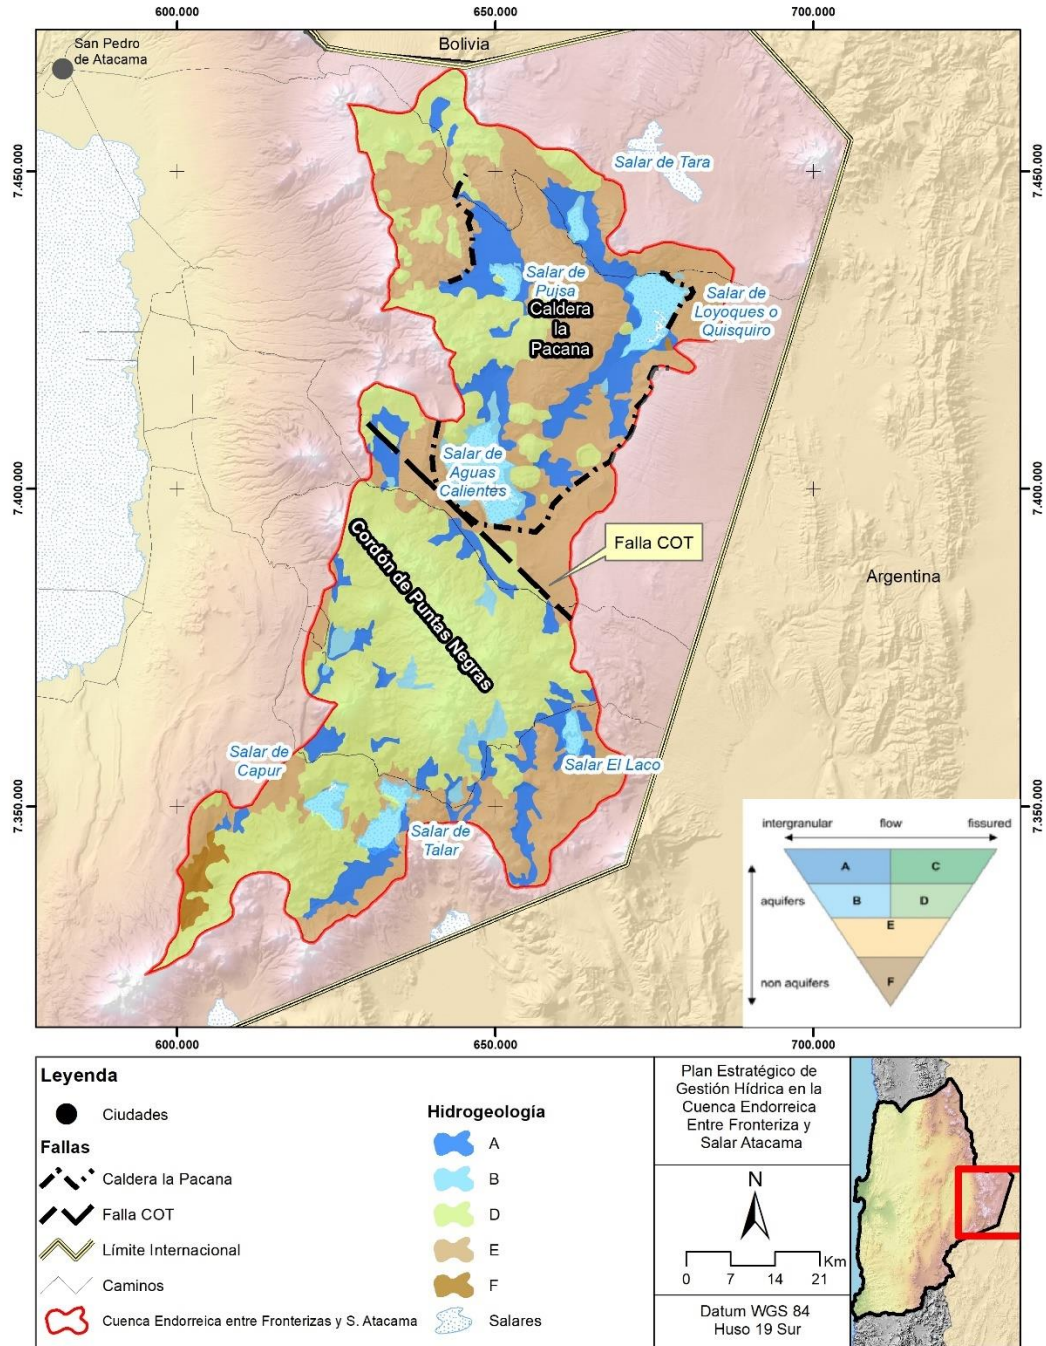 600.000
650.000
700.000
San Pedro
de Atacama
Bolivia
7.450.000
7.450.000
Salar de Tara
Salar de
Pujsa
Caldera
la
Pacana
Salar de
Loyoques o
Quisquiro
Salar de
Aguas
Calientes
7.400.000
7.400.000
Falla COT
Cordón de Puntas Negras
Argentina
Salar de
Capur
Salar El Laco
7.350.000
7.350.000
Salar de
Talar
intergranular
flow
fissured
A
C
aquifers
B
D
E
F
non aquifers
600.000
650.000
700.000
Leyenda
Ciudades
Fallas
Caldera la Pacana
Falla COT
Límite Internacional
Caminos
Cuenca Endorreica entre Fronterizas y S. Atacama
Hidrogeología
A
B
D
E
F
Salares
Plan Estratégico de
Gestión Hídrica en la
Cuenca Endorreica
Entre Fronteriza y
Salar Atacama
N
Km
0 7 14 21
Datum WGS 84
Huso 19 Sur